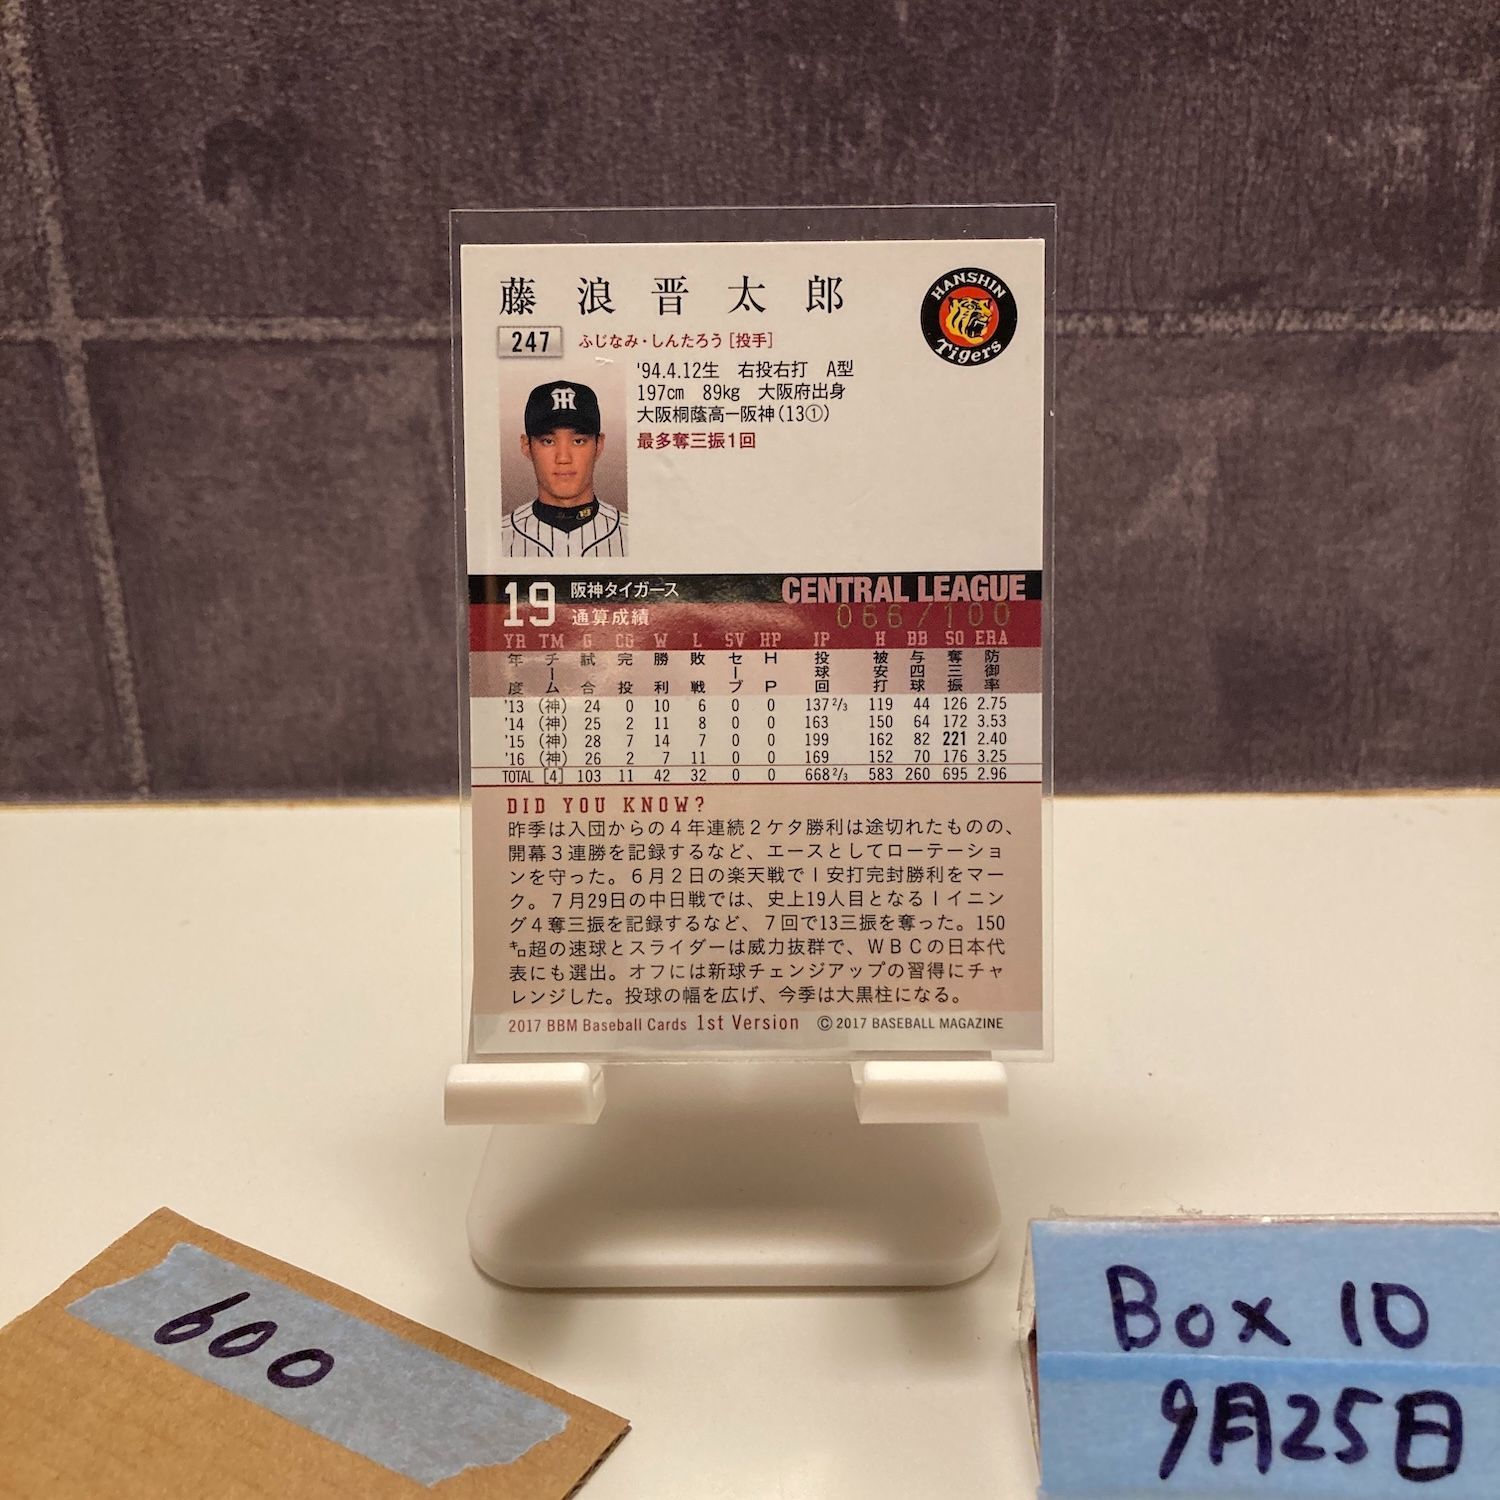 藤浪晋太郎
HANSHIN Tigers
247 ふじなみ・しんたろう [投手]
'94.4.12生 右投右打 A型
197cm 89kg 大阪府出身
大阪桐蔭高ー阪神(13①)
最多奪三振1回
19 阪神タイガース CENTRAL LEAGUE
通算成績 066/100
YR TM G CG W L SV HP IP H BB SO ERA
年度 チーム 試合 完投 勝利 敗戦 セーブ HP 投球回 被安打 与四球 奪三振 防御率
'13 (神) 24 0 10 6 0 0 137 2/3 119 44 126 2.75
'14 (神) 25 2 11 8 0 0 163 150 64 172 3.53
'15 (神) 28 7 14 7 0 0 199 162 82 221 2.40
'16 (神) 26 2 7 11 0 0 169 152 70 176 3.25
TOTAL [4] 103 11 42 32 0 0 668 2/3 583 260 695 2.96
DID YOU KNOW?
昨季は入団からの4年連続2ケタ勝利は途切れたものの、
開幕3連勝を記録するなど、エースとしてローテーショ
ンを守った。6月2日の楽天戦で1安打完封勝利をマー
ク。7月29日の中日戦では、史上19人目となる1イニン
グ4奪三振を記録するなど、7回で13三振を奪った。150
㌔超の速球とスライダーは威力抜群で、WBCの日本代
表にも選出。オフには新球チェンジアップの習得にチャ
レンジした。投球の幅を広げ、今季は大黒柱になる。
2017 BBM Baseball Cards 1st Version © 2017 BASEBALL MAGAZINE
600
Box 10
9月25日